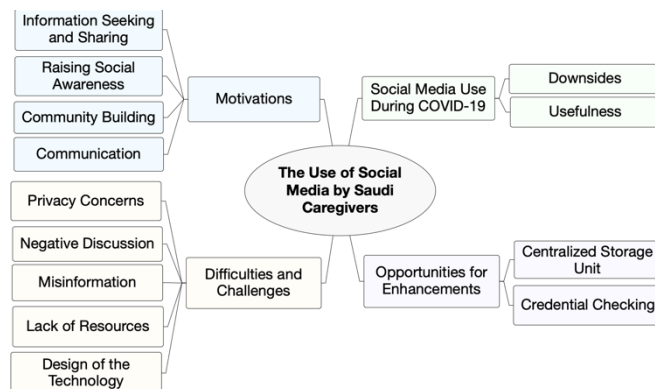 Information Seeking
and Sharing
Raising Social
Awareness
Community Building
Communication
Motivations
Privacy Concerns
Negative Discussion
Misinformation
Lack of Resources
Design of the
Technology
Difficulties and
Challenges
The Use of Social
Media by Saudi
Caregivers
Social Media Use
During COVID-19
Downsides
Usefulness
Opportunities for
Enhancements
Centralized Storage
Unit
Credential Checking